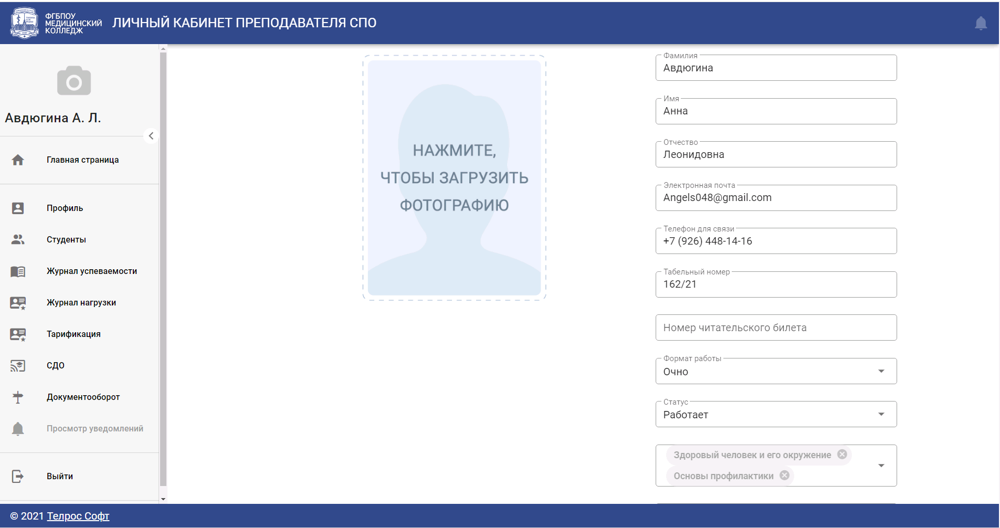 ФГБПОУ
МЕДИЦИНСКИЙ
КОЛЛЕДЖ
ЛИЧНЫЙ КАБИНЕТ ПРЕПОДАВАТЕЛЯ СПО
Авдюгина А. Л.
Главная страница
Профиль
Студенты
Журнал успеваемости
Журнал нагрузки
Тарификация
СДО
Документооборот
Просмотр уведомлений
Выйти
НАЖМИТЕ,
ЧТОБЫ ЗАГРУЗИТЬ
ФОТОГРАФИЮ
Фамилия
Авдюгина
Имя
Анна
Отчество
Леонидовна
Электронная почта
Angels048@gmail.com
Телефон для связи
+7 (926) 448-14-16
Табельный номер
162/21
Номер читательского билета
Формат работы
Очно
Статус
Работает
Здоровый человек и его окружение
Основы профилактики
© 2021 Телрос Софт